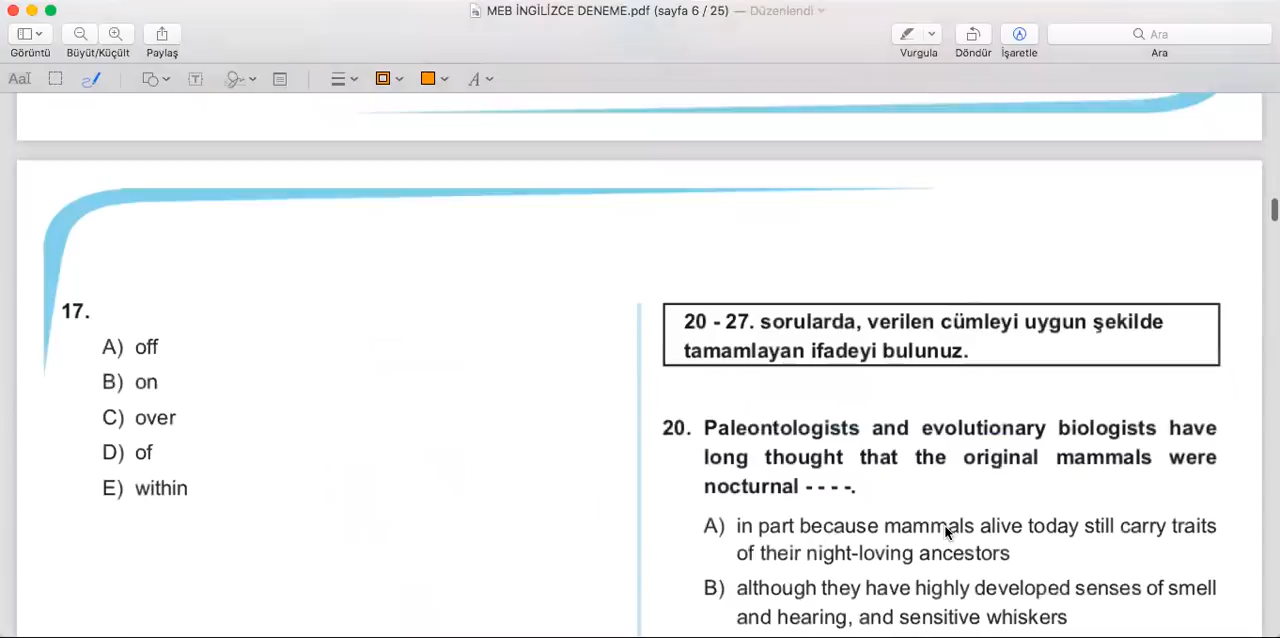 MEB İNGİLİZCE DENEME.pdf (sayfa 6 / 25) — Düzenlendi
Görüntü
Büyüt/Küçült
Paylaş
Vurgula
Döndür
İşaretle
Ara
Ara
AaI
T
A
17.
A) off
B) on
C) over
D) of
E) within
20 - 27. sorularda, verilen cümleyi uygun şekilde
tamamlayan ifadeyi bulunuz.
20. Paleontologists and evolutionary biologists have
long thought that the original mammals were
nocturnal - - - -.
A) in part because mammals alive today still carry traits
of their night-loving ancestors
B) although they have highly developed senses of smell
and hearing, and sensitive whiskers